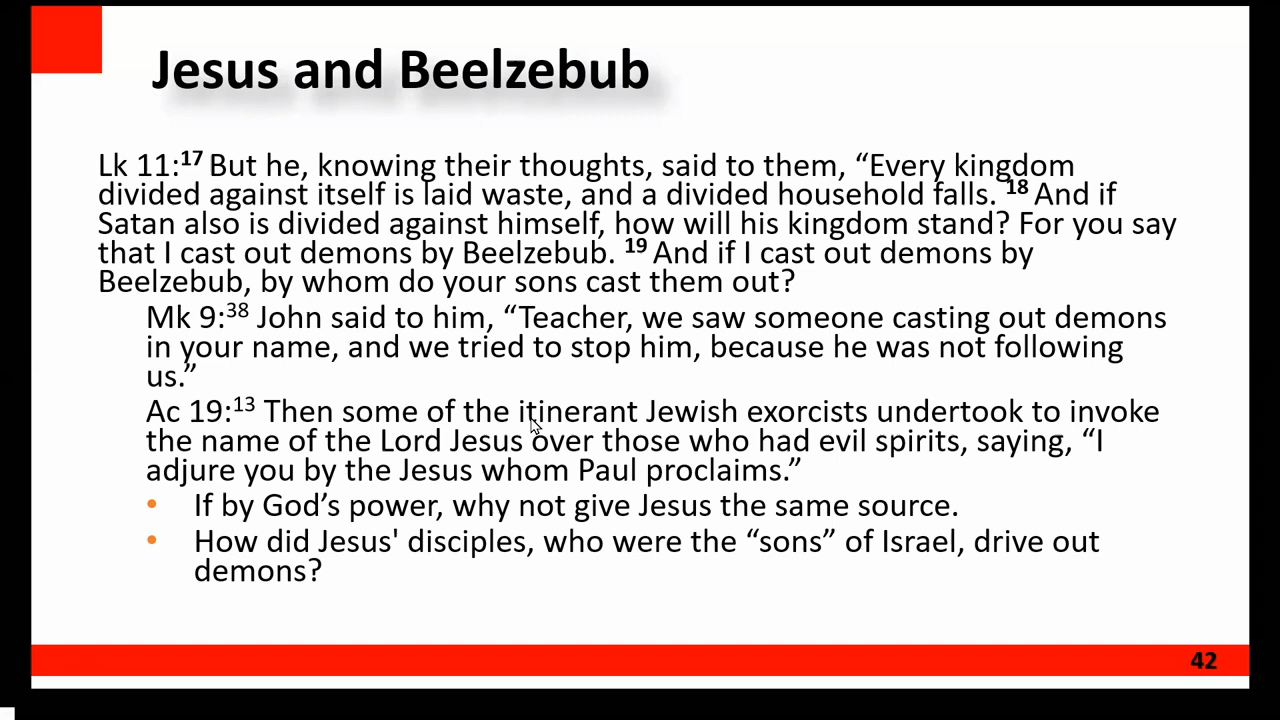 Jesus and Beelzebub
Lk 11:17 But he, knowing their thoughts, said to them, “Every kingdom
divided against itself is laid waste, and a divided household falls. 18 And if
Satan also is divided against himself, how will his kingdom stand? For you say
that I cast out demons by Beelzebub. 19 And if I cast out demons by
Beelzebub, by whom do your sons cast them out?
Mk 9:38 John said to him, “Teacher, we saw someone casting out demons
in your name, and we tried to stop him, because he was not following
us.”
Ac 19:13 Then some of the itinerant Jewish exorcists undertook to invoke
the name of the Lord Jesus over those who had evil spirits, saying, “I
adjure you by the Jesus whom Paul proclaims.”
• If by God’s power, why not give Jesus the same source.
• How did Jesus' disciples, who were the “sons” of Israel, drive out
demons?
42